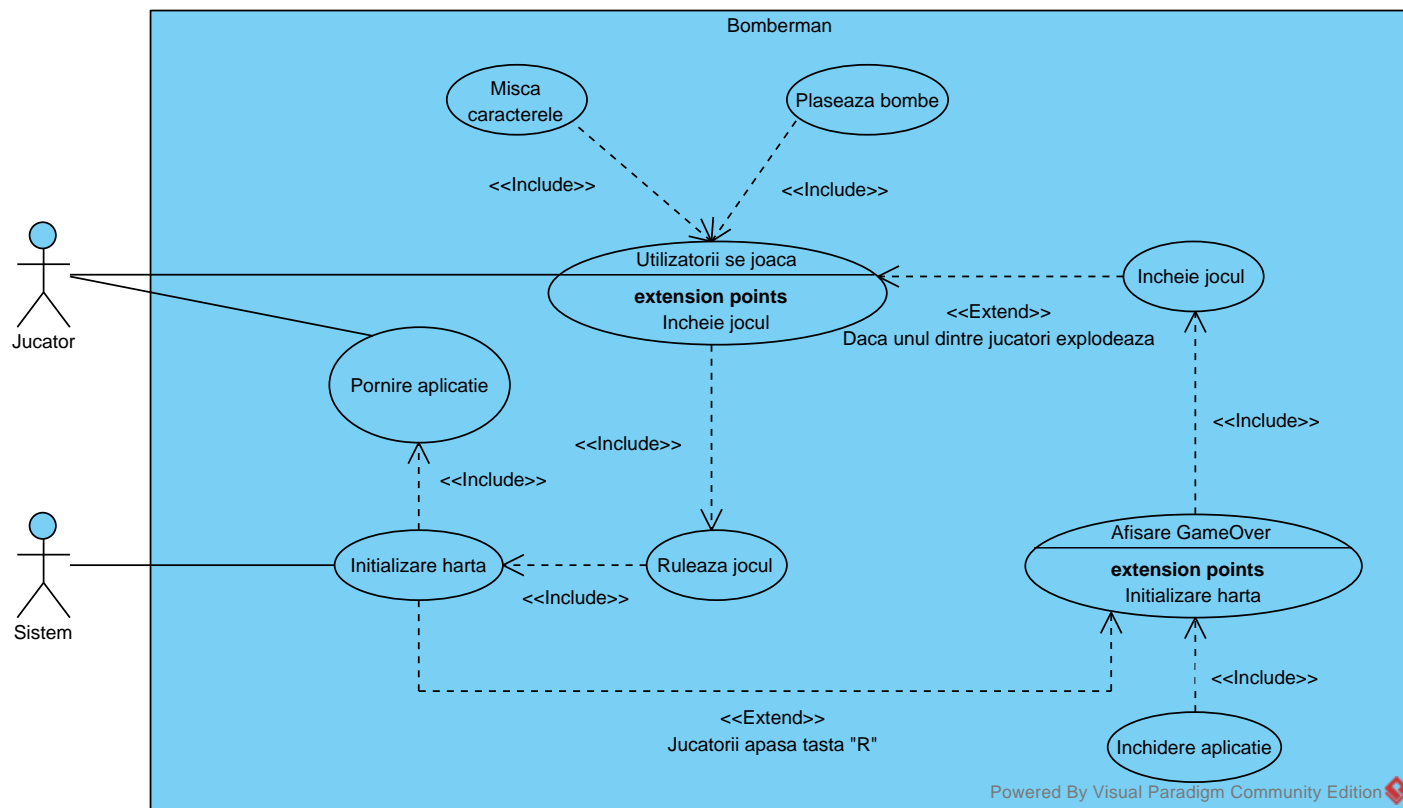 Bomberman
Misca
caracterele
Plaseaza bombe
<<Include>>
<<Include>>
Utilizatorii se joaca
extension points
Incheie jocul
Incheie jocul
<<Extend>>
Daca unul dintre jucatori explodeaza
Jucator
Pornire aplicatie
<<Include>>
<<Include>>
<<Include>>
Afisare GameOver
extension points
Initializare harta
Initializare harta
Ruleaza jocul
<<Include>>
Sistem
<<Include>>
<<Extend>>
Jucatorii apasa tasta "R"
Inchidere aplicatie
Powered By Visual Paradigm Community Edition